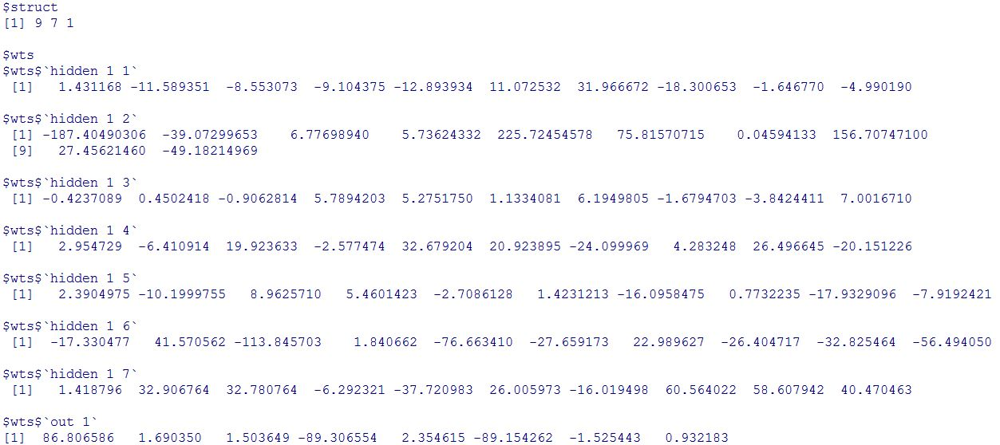 $struct
[1] 9 7 1
$wts
$wts$`hidden 1 1`
[1] 1.431168 -11.589351 -8.553073 -9.104375 -12.893934 11.072532 31.966672 -18.300653 -1.646770 -4.990190
$wts$`hidden 1 2`
[1] -187.40490306 -39.07299653 6.77698940 5.73624332 225.72454578 75.81570715 0.04594133 156.70747100
[9] 27.45621460 -49.18214969
$wts$`hidden 1 3`
[1] -0.4237089 0.4502418 -0.9062814 5.7894203 5.2751750 1.1334081 6.1949805 -1.6794703 -3.8424411 7.0016710
$wts$`hidden 1 4`
[1] 2.954729 -6.410914 19.923633 -2.577474 32.679204 20.923895 -24.099969 4.283248 26.496645 -20.151226
$wts$`hidden 1 5`
[1] 2.3904975 -10.1999755 8.9625710 5.4601423 -2.7086128 1.4231213 -16.0958475 0.7732235 -17.9329096 -7.9192421
$wts$`hidden 1 6`
[1] -17.330477 41.570562 -113.845703 1.840662 -76.663410 -27.659173 22.989627 -26.404717 -32.825464 -56.494050
$wts$`hidden 1 7`
[1] 1.418796 32.906764 32.780764 -6.292321 -37.720983 26.005973 -16.019498 60.564022 58.607942 40.470463
$wts$`out 1`
[1] 86.806586 1.690350 1.503649 -89.306554 2.354615 -89.154262 -1.525443 0.932183